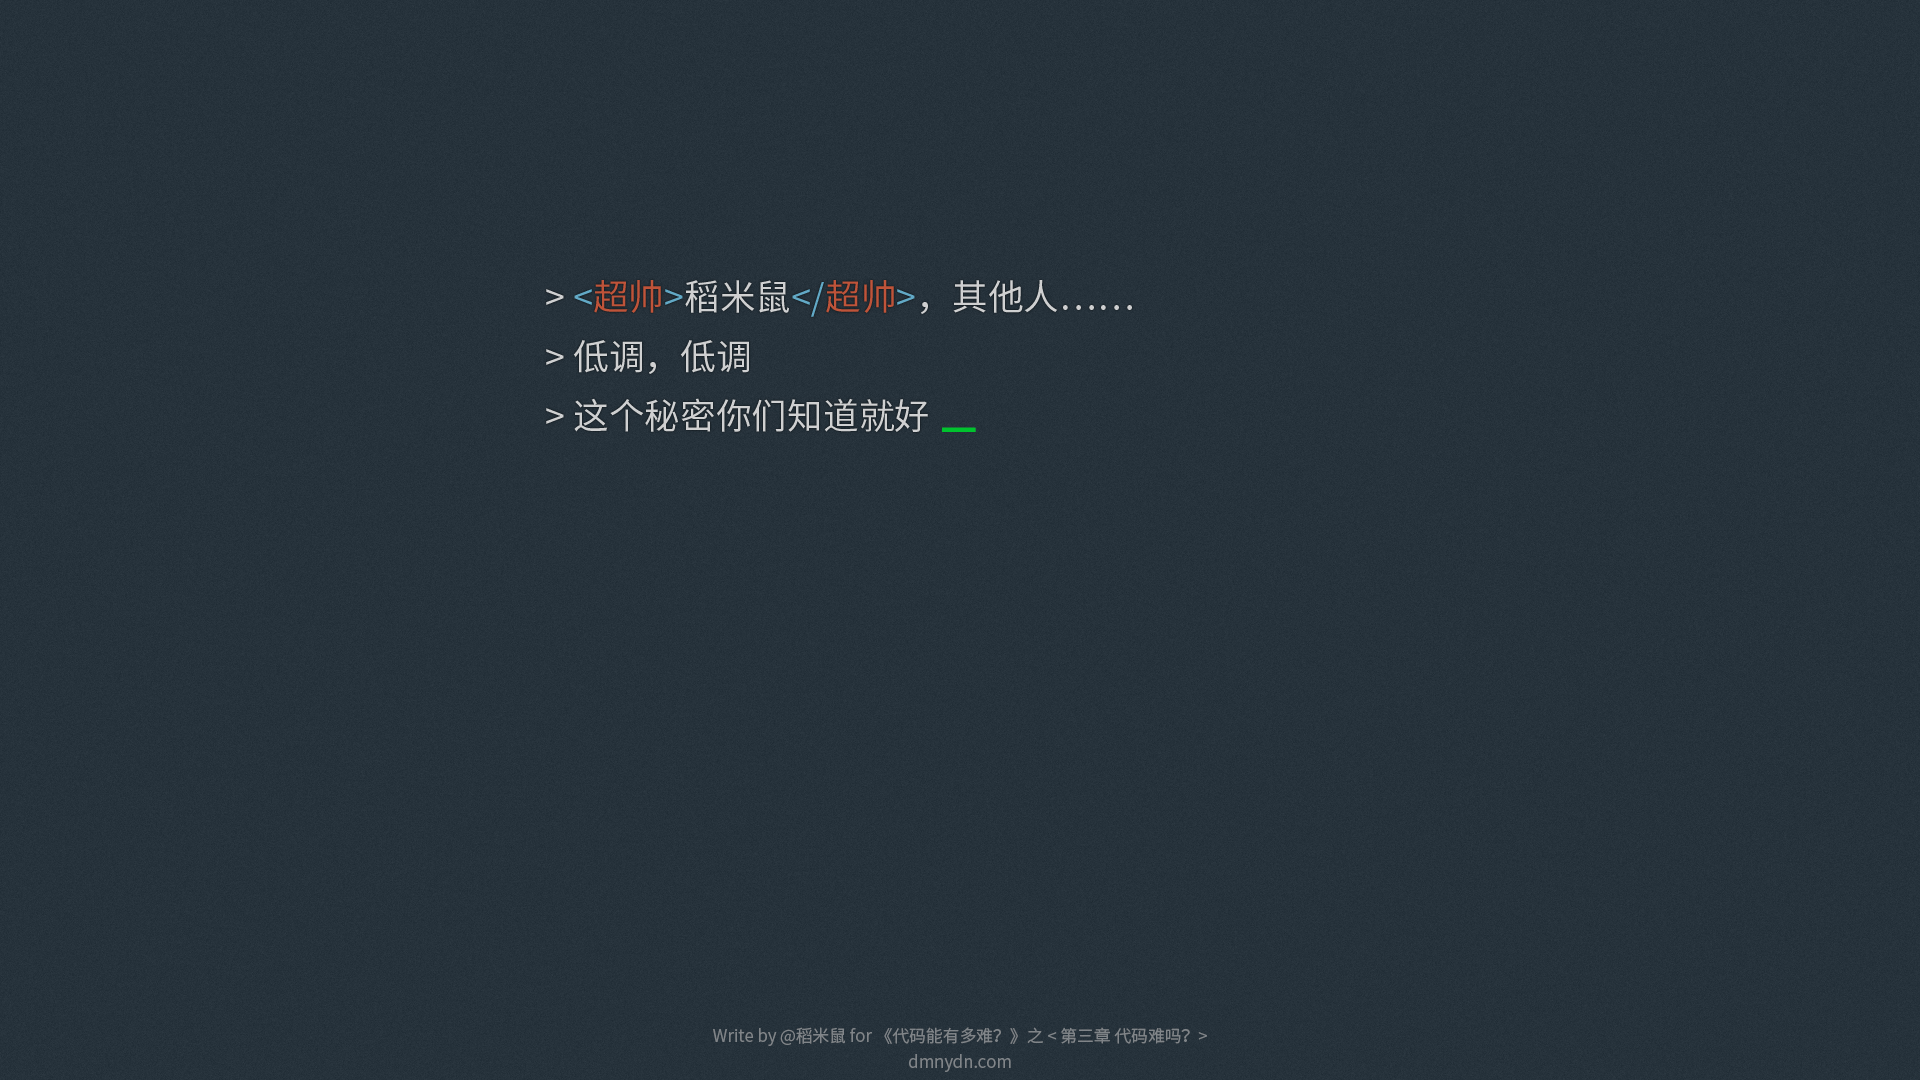 > <超帅>稻米鼠</超帅>，其他人……
> 低调，低调
> 这个秘密你们知道就好 _
Write by @稻米鼠 for 《代码能有多难？》之 < 第三章 代码难吗？>
dmnydn.com